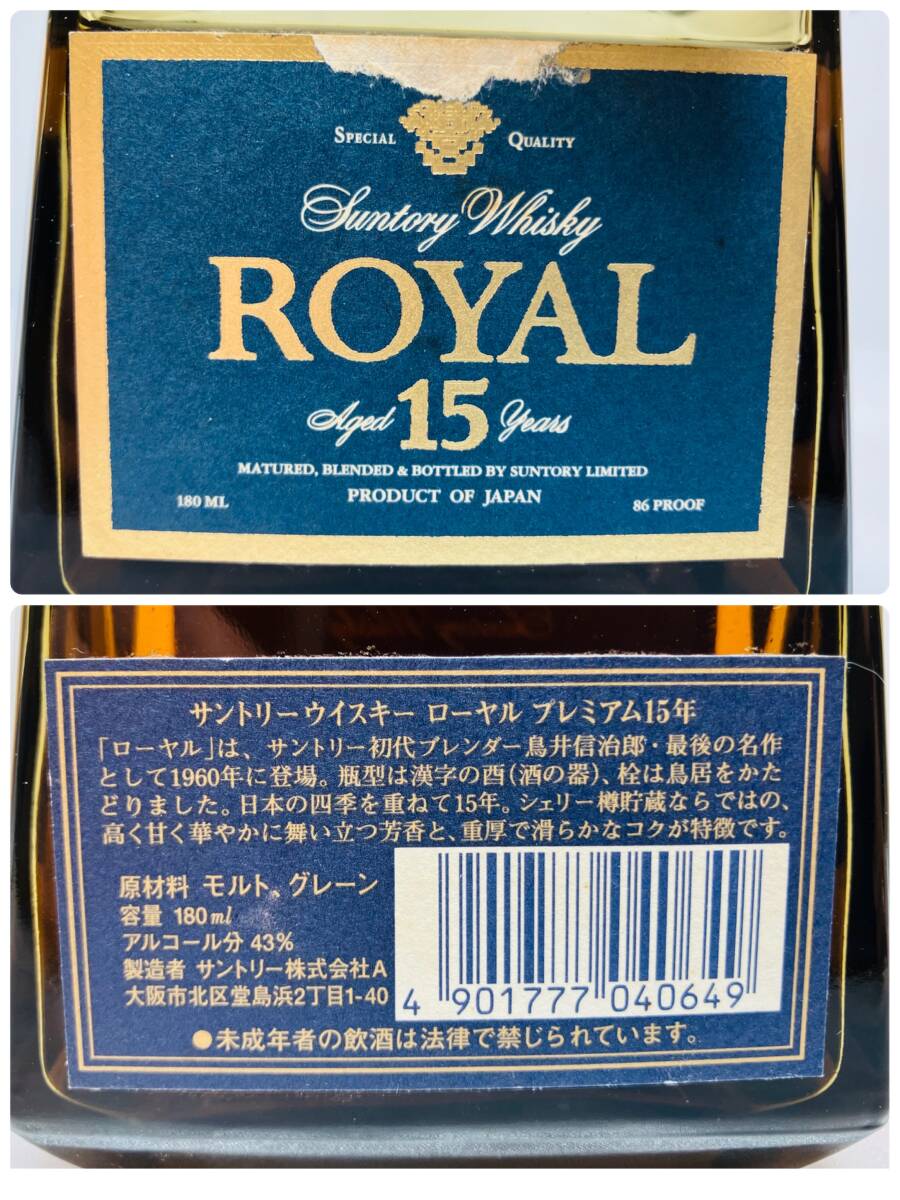 SPECIAL QUALITY
Suntory Whisky
ROYAL
Aged 15 Years
MATURED, BLENDED & BOTTLED BY SUNTORY LIMITED
180 ML PRODUCT OF JAPAN 86 PROOF
サントリーウイスキー ローヤル プレミアム15年
「ローヤル」は、サントリー初代ブレンダー鳥井信治郎・最後の名作
として1960年に登場。瓶型は漢字の酉(酒の器)、栓は鳥居をかた
どりました。日本の四季を重ねて15年。シェリー樽貯蔵ならではの、
高く甘く華やかに舞い立つ芳香と、重厚で滑らかなコクが特徴です。
原材料 モルト、グレーン
容量 180ml
アルコール分 43%
製造者 サントリー株式会社A
大阪市北区堂島浜2丁目1-40
4 901777 040649
●未成年者の飲酒は法律で禁じられています。